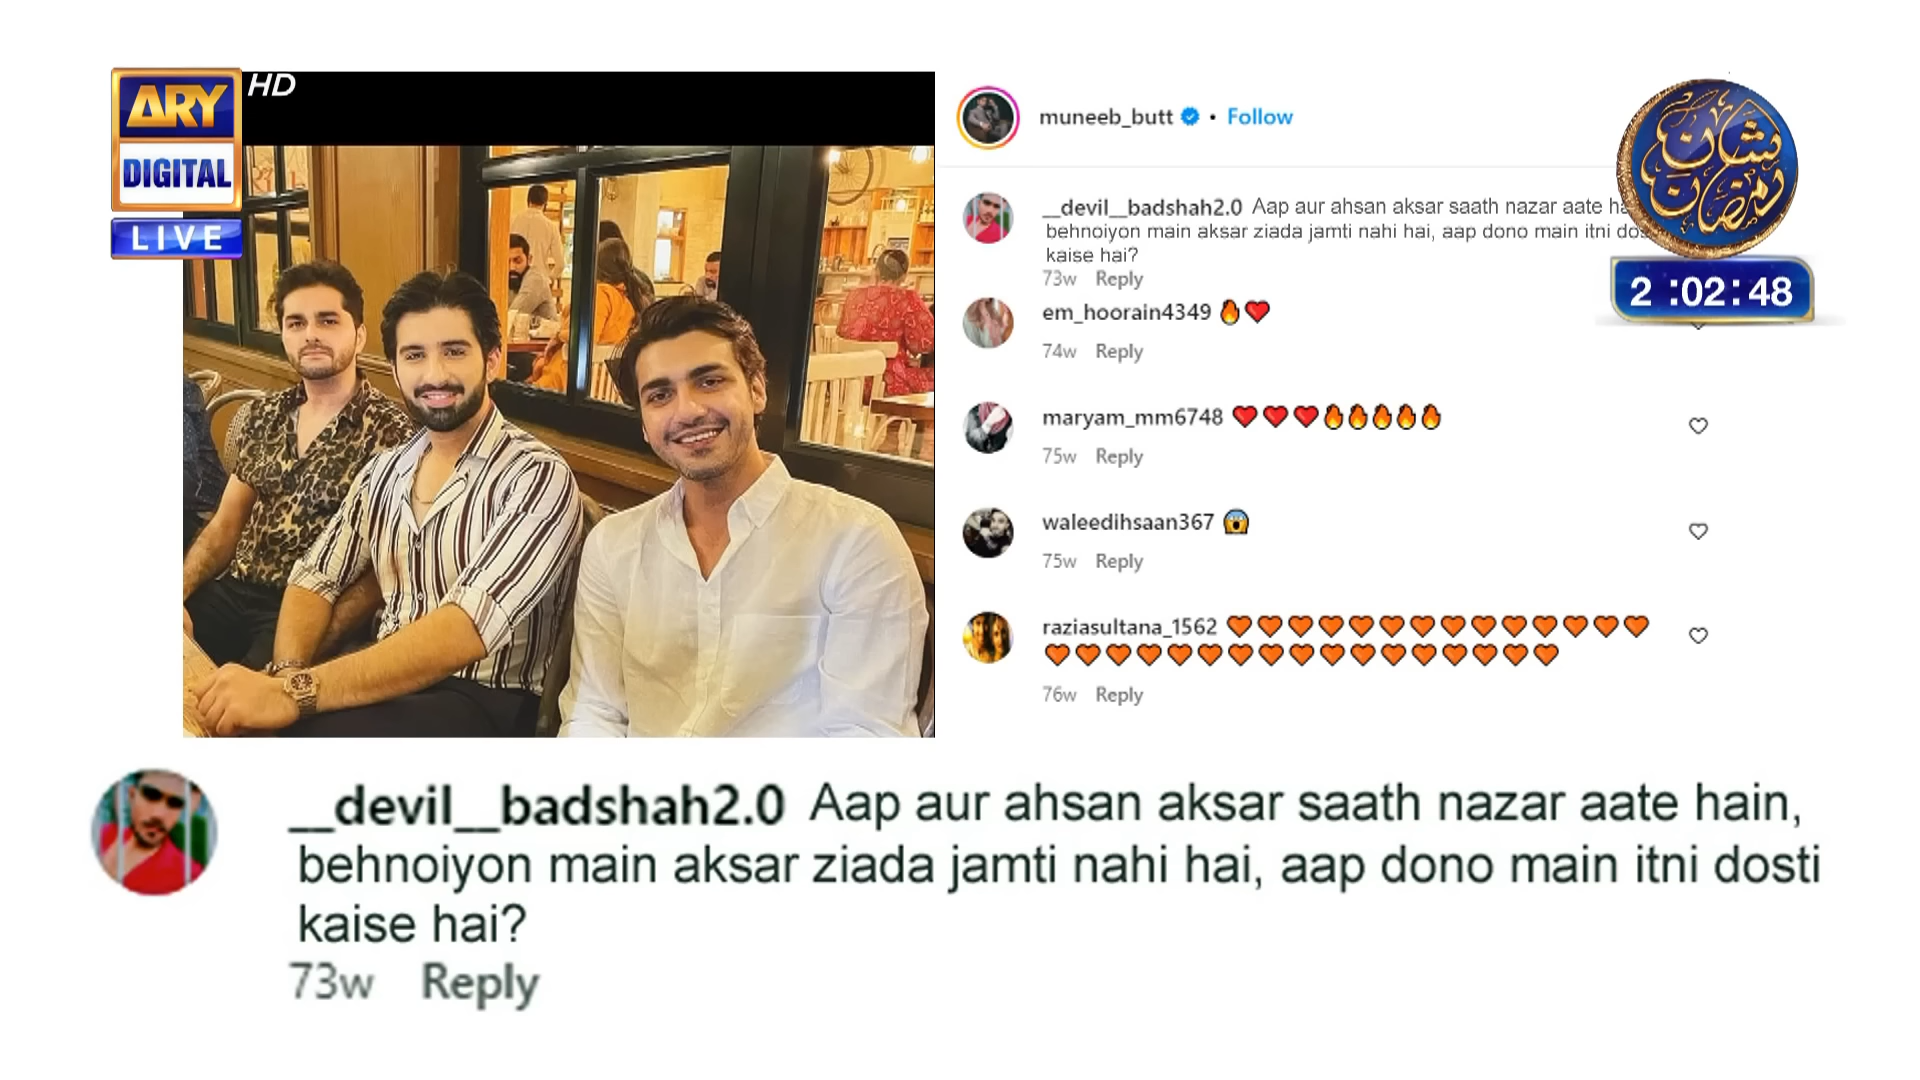 ARY
DIGITAL
LIVE
HD
muneeb_butt • Follow
__devil__badshah2.0 Aap aur ahsan aksar saath nazar aate
behnoiyon main aksar ziada jamti nahi hai, aap dono main itni
kaise hai?
73w Reply
em_hoorain4349 🔥❤️
74w Reply
maryam_mm6748 ❤️❤️❤️🔥🔥🔥🔥🔥
75w Reply
waleedihsaan367 😱
75w Reply
raziasultana_1562 🧡🧡🧡🧡🧡🧡🧡🧡🧡🧡🧡🧡🧡🧡
🧡🧡🧡🧡🧡🧡🧡🧡🧡🧡🧡🧡🧡🧡🧡🧡🧡
76w Reply
شان
رمضان
2 :02:48
__devil__badshah2.0 Aap aur ahsan aksar saath nazar aate hain,
behnoiyon main aksar ziada jamti nahi hai, aap dono main itni dosti
kaise hai?
73w Reply